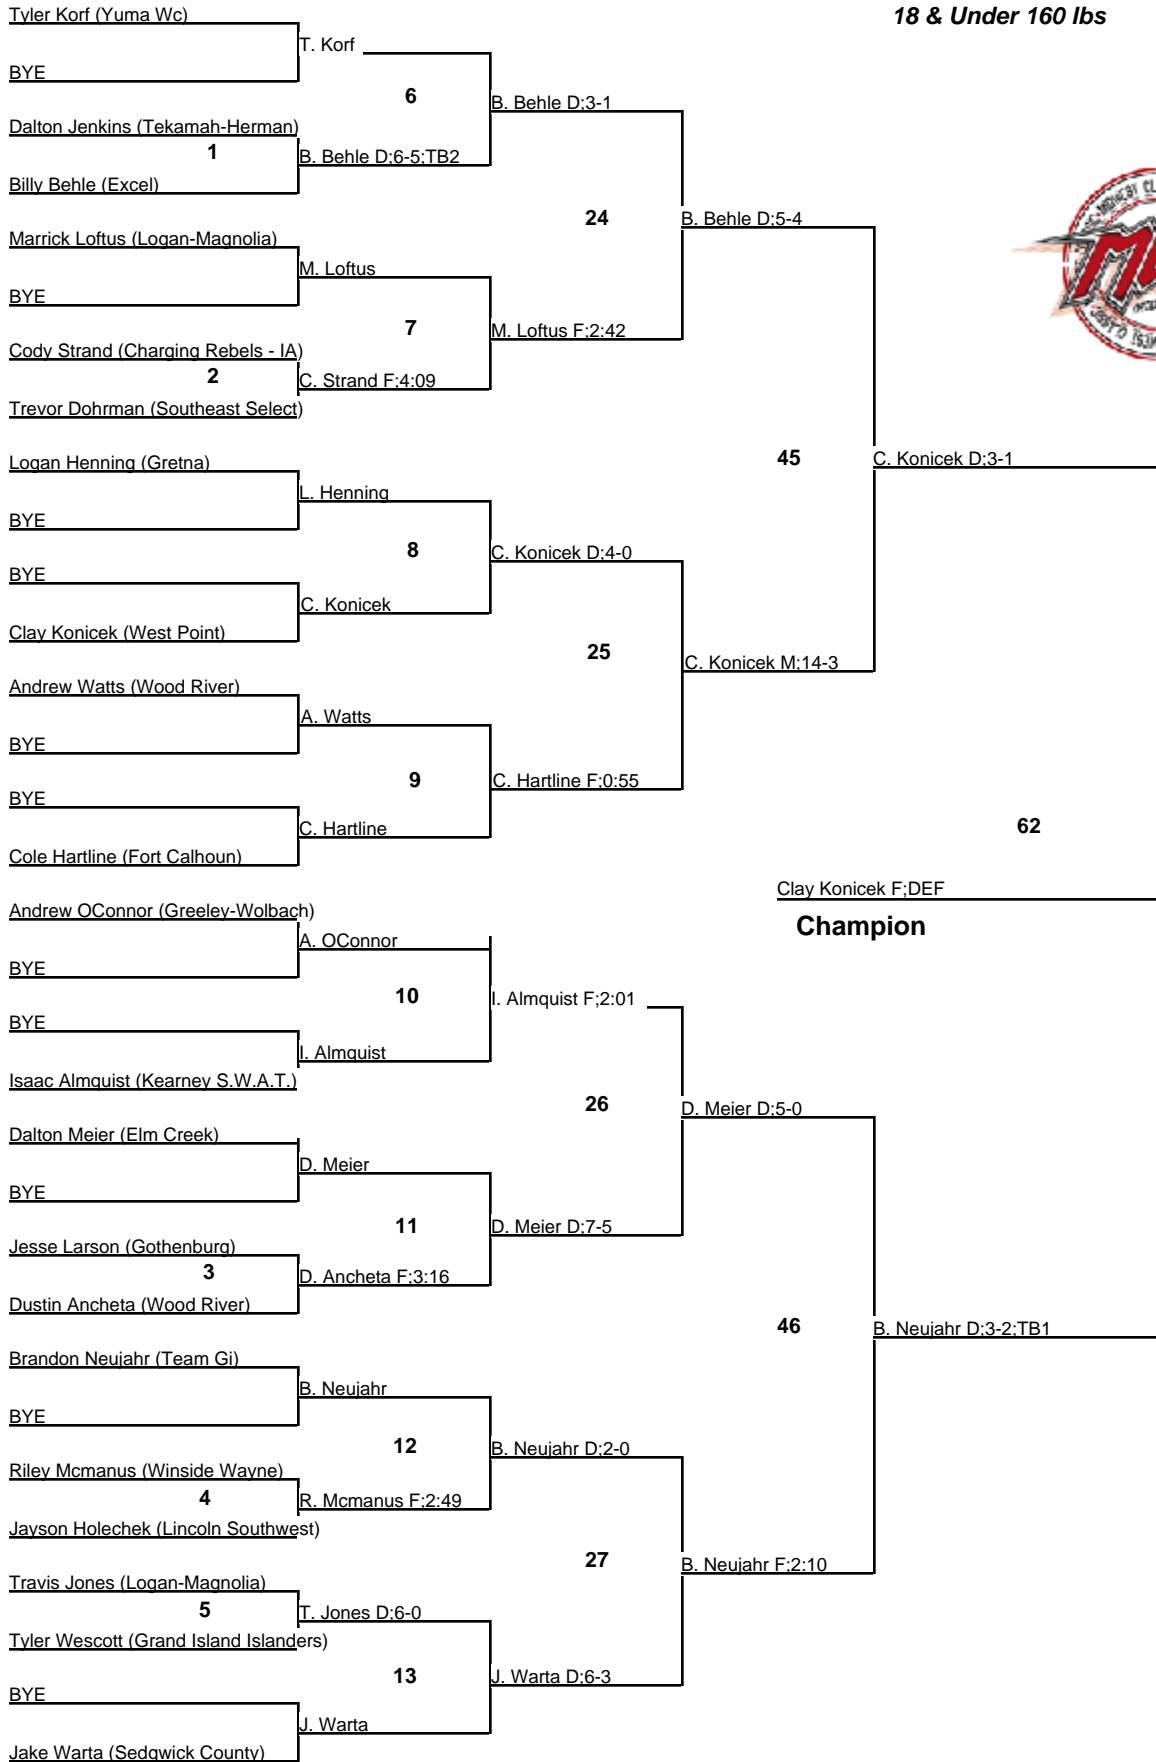 18 & Under 160 lbs
Tyler Korf (Yuma Wc)
T. Korf
BYE
6
B. Behle D;3-1
Dalton Jenkins (Tekamah-Herman)
1
B. Behle D;6-5;TB2
Billy Behle (Excel)
24
B. Behle D;5-4
Marrick Loftus (Logan-Magnolia)
M. Loftus
BYE
7
M. Loftus F;2:42
Cody Strand (Charging Rebels - IA)
2
C. Strand F;4:09
Trevor Dohrman (Southeast Select)
45
C. Konicek D;3-1
Logan Henning (Gretna)
L. Henning
BYE
8
C. Konicek D;4-0
BYE
C. Konicek
Clay Konicek (West Point)
25
C. Konicek M;14-3
Andrew Watts (Wood River)
A. Watts
BYE
9
C. Hartline F;0:55
BYE
C. Hartline
Cole Hartline (Fort Calhoun)
62
Clay Konicek F;DEF
Champion
Andrew OConnor (Greeley-Wolbach)
A. OConnor
BYE
10
I. Almquist F;2:01
BYE
I. Almquist
Isaac Almquist (Kearney S.W.A.T.)
26
D. Meier D;5-0
Dalton Meier (Elm Creek)
D. Meier
BYE
11
D. Meier D;7-5
Jesse Larson (Gothenburg)
3
D. Ancheta F;3:16
Dustin Ancheta (Wood River)
46
B. Neujahr D;3-2;TB1
Brandon Neujahr (Team Gi)
B. Neujahr
BYE
12
B. Neujahr D;2-0
Riley Mcmanus (Winside Wayne)
4
R. Mcmanus F;2:49
Jayson Holechek (Lincoln Southwest)
27
B. Neujahr F;2:10
Travis Jones (Logan-Magnolia)
5
T. Jones D;6-0
Tyler Wescott (Grand Island Islanders)
13
J. Warta D;6-3
BYE
J. Warta
Jake Warta (Sedgwick County)